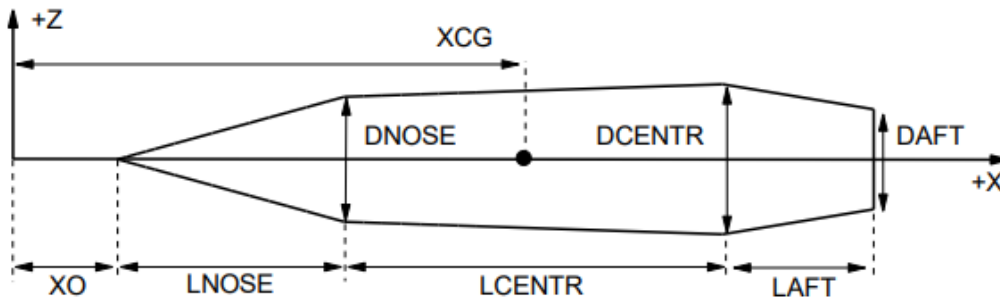 +Z
XCG
DNOSE
DCENTR
DAFT
+X
XO
LNOSE
LCENTR
LAFT